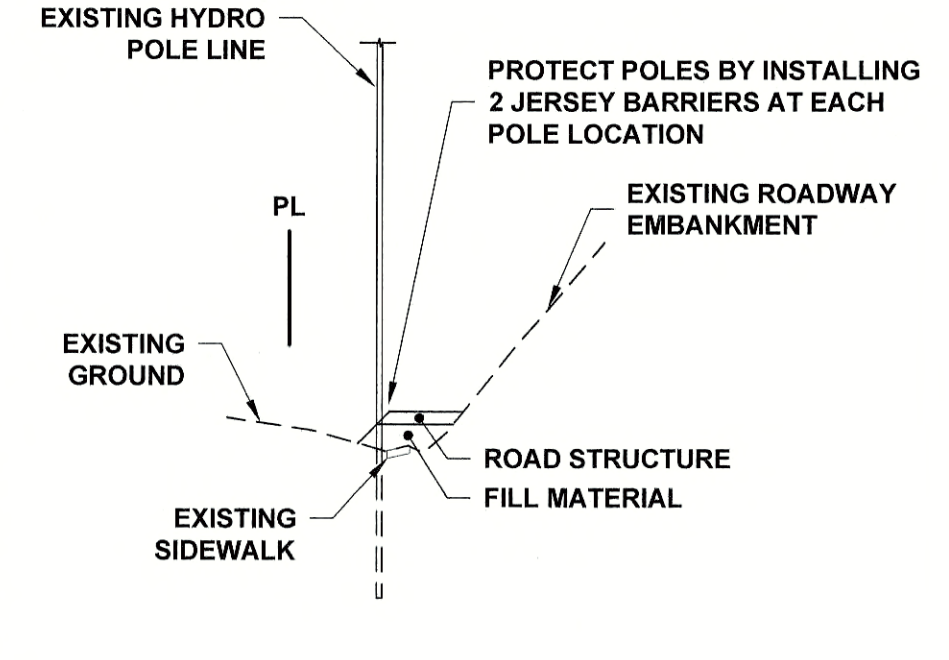 EXISTING HYDRO
POLE LINE
PROTECT POLES BY INSTALLING
2 JERSEY BARRIERS AT EACH
POLE LOCATION
EXISTING ROADWAY
EMBANKMENT
PL
EXISTING
GROUND
ROAD STRUCTURE
FILL MATERIAL
EXISTING
SIDEWALK